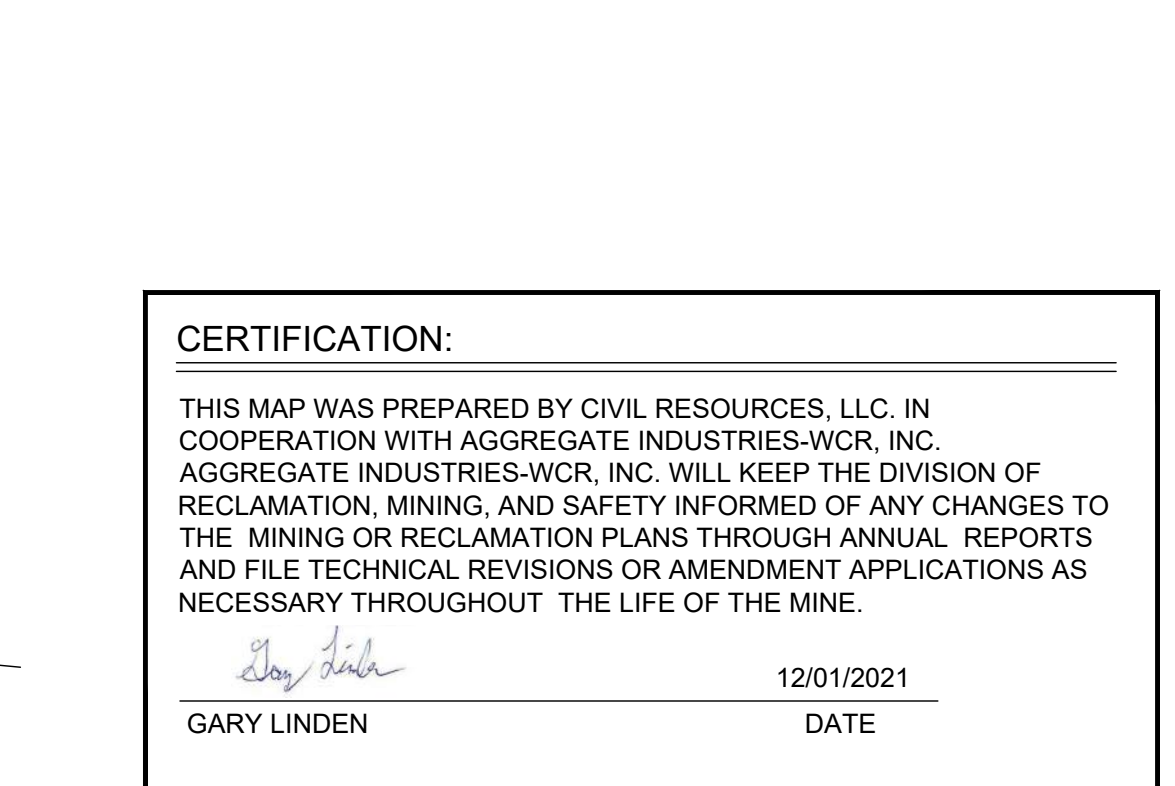 CERTIFICATION:
THIS MAP WAS PREPARED BY CIVIL RESOURCES, LLC. IN
COOPERATION WITH AGGREGATE INDUSTRIES-WCR, INC.
AGGREGATE INDUSTRIES-WCR, INC. WILL KEEP THE DIVISION OF
RECLAMATION, MINING, AND SAFETY INFORMED OF ANY CHANGES TO
THE  MINING OR RECLAMATION PLANS THROUGH ANNUAL  REPORTS
AND FILE TECHNICAL REVISIONS OR AMENDMENT APPLICATIONS AS
NECESSARY THROUGHOUT  THE LIFE OF THE MINE.
Gary Linden
12/01/2021
GARY LINDEN
DATE